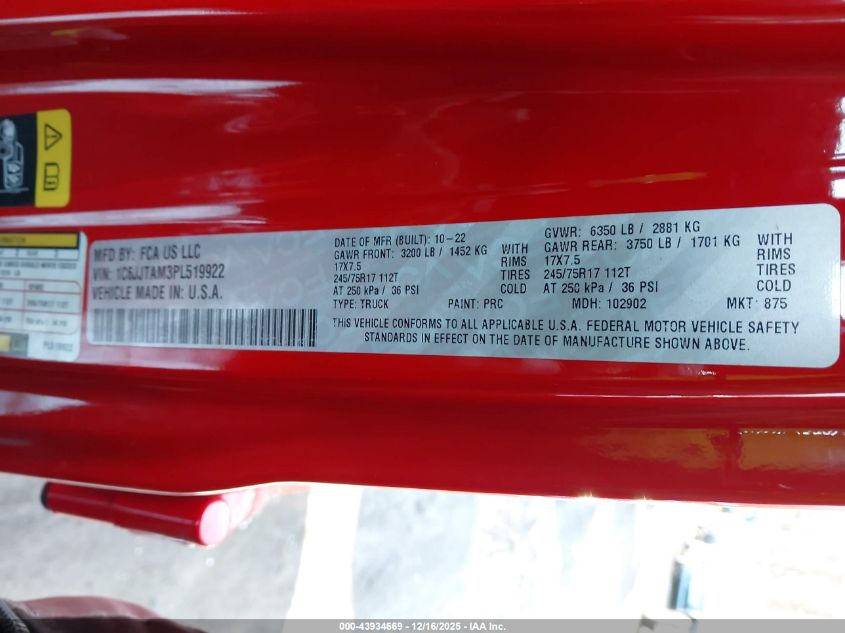 MFD BY: FCA US LLC
VIN: 1C6JJTAM3PL519922
VEHICLE MADE IN U.S.A.
DATE OF MFR (BUILT): 10-22
GAWR FRONT: 3200 LB / 1452 KG WITH
17X7.5 RIMS
245/75R17 112T TIRES
AT 250 kPa / 36 PSI COLD
TYPE: TRUCK PAINT: PRC
GVWR: 6350 LB / 2881 KG
GAWR REAR: 3750 LB / 1701 KG WITH
17X7.5 RIMS
245/75R17 112T TIRES
AT 250 kPa / 36 PSI COLD
MDH: 102902 MKT: 875
THIS VEHICLE CONFORMS TO ALL APPLICABLE U.S.A. FEDERAL MOTOR VEHICLE SAFETY
STANDARDS IN EFFECT ON THE DATE OF MANUFACTURE SHOWN ABOVE.
000-43934669 - 12/16/2025 - IAA Inc.